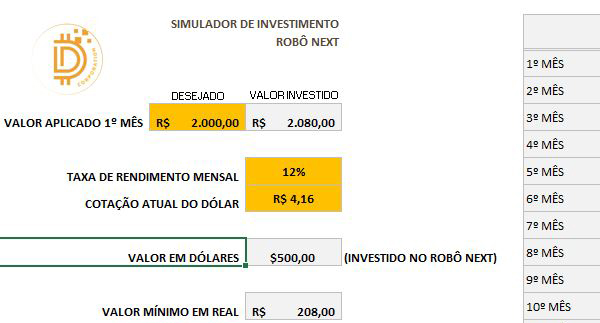 SIMULADOR DE INVESTIMENTO
ROBÔ NEXT
D
CORPORATION
DESEJADO VALOR INVESTIDO
VALOR APLICADO 1º MÊS R$ 2.000,00 R$ 2.080,00
TAXA DE RENDIMENTO MENSAL 12%
COTAÇÃO ATUAL DO DÓLAR R$ 4,16
VALOR EM DÓLARES $500,00 (INVESTIDO NO ROBÔ NEXT)
VALOR MÍNIMO EM REAL R$ 208,00
1º MÊS
2º MÊS
3º MÊS
4º MÊS
5º MÊS
6º MÊS
7º MÊS
8º MÊS
9º MÊS
10º MÊS